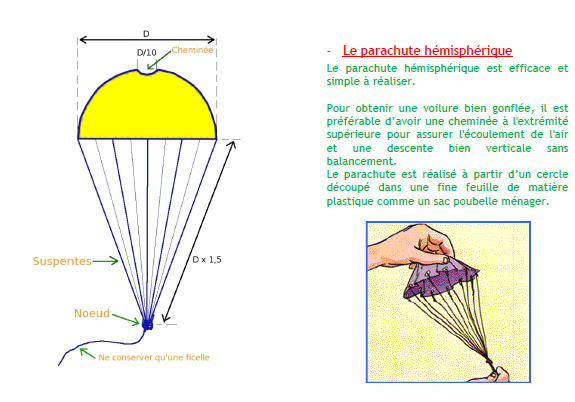 D
D/10
Cheminée
D x 1,5
Suspentes
Noeud
Ne conserver qu'une ficelle
- Le parachute hémisphérique
Le parachute hémisphérique est efficace et
simple à réaliser.
Pour obtenir une voilure bien gonflée, il est
préférable d'avoir une cheminée à l'extrémité
supérieure pour assurer l'écoulement de l'air
et une descente bien verticale sans
balancement.
Le parachute est réalisé à partir d'un cercle
découpé dans une fine feuille de matière
plastique comme un sac poubelle ménager.